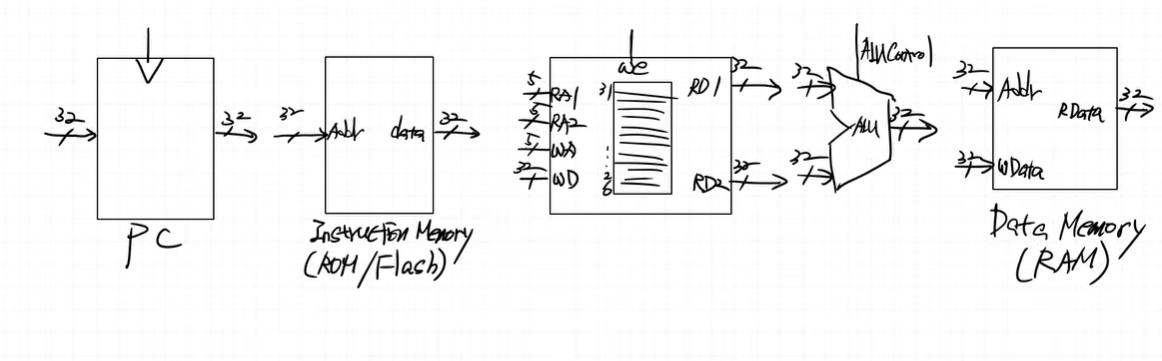 32
32
PC
32
Addr
data
32
Instruction Memory
(ROM/Flash)
we
5
RA1
5
RA2
5
WA
32
WD
31
2
0
RD1
32
RD2
32
ALUControl
32
32
ALU
32
32
Addr
RData
32
32
WData
Data Memory
(RAM)